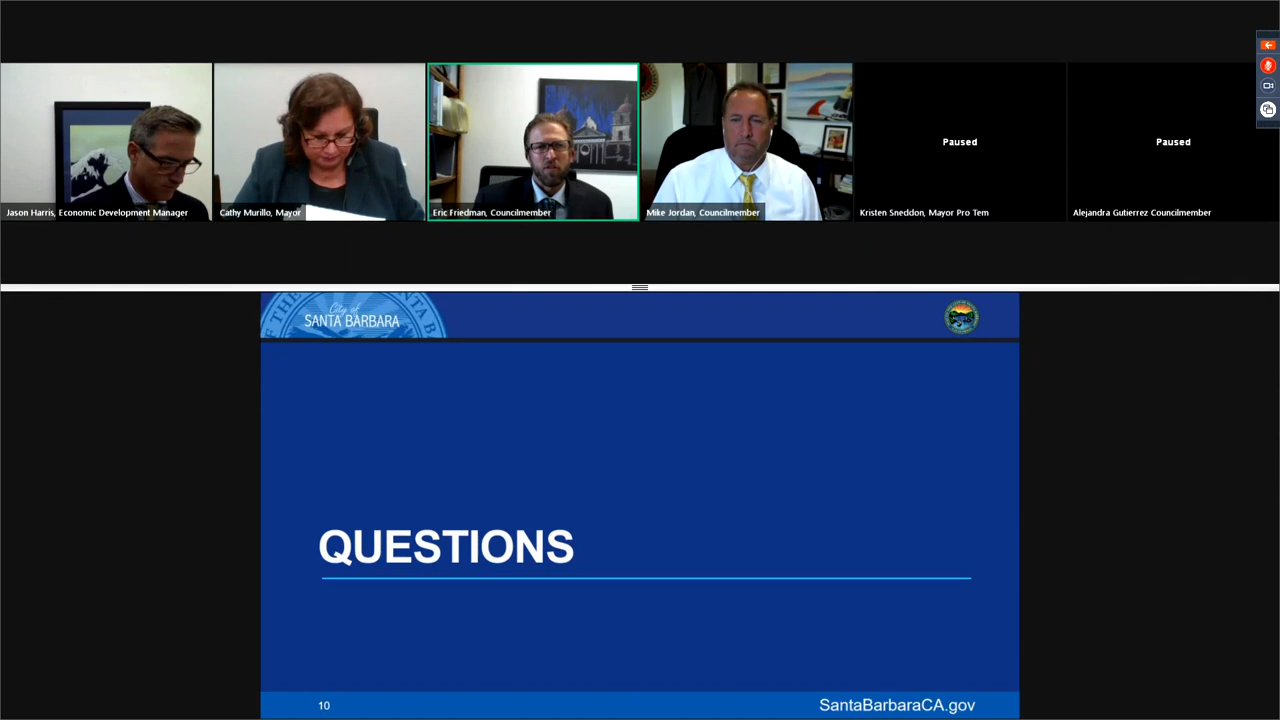 Paused
Paused
Jason Harris, Economic Development Manager
Cathy Murillo, Mayor
Eric Friedman, Councilmember
Mike Jordan, Councilmember
Kristen Sneddon, Mayor Pro Tem
Alejandra Gutierrez Councilmember
City of
SANTA BARBARA
QUESTIONS
10
SantaBarbaraCA.gov